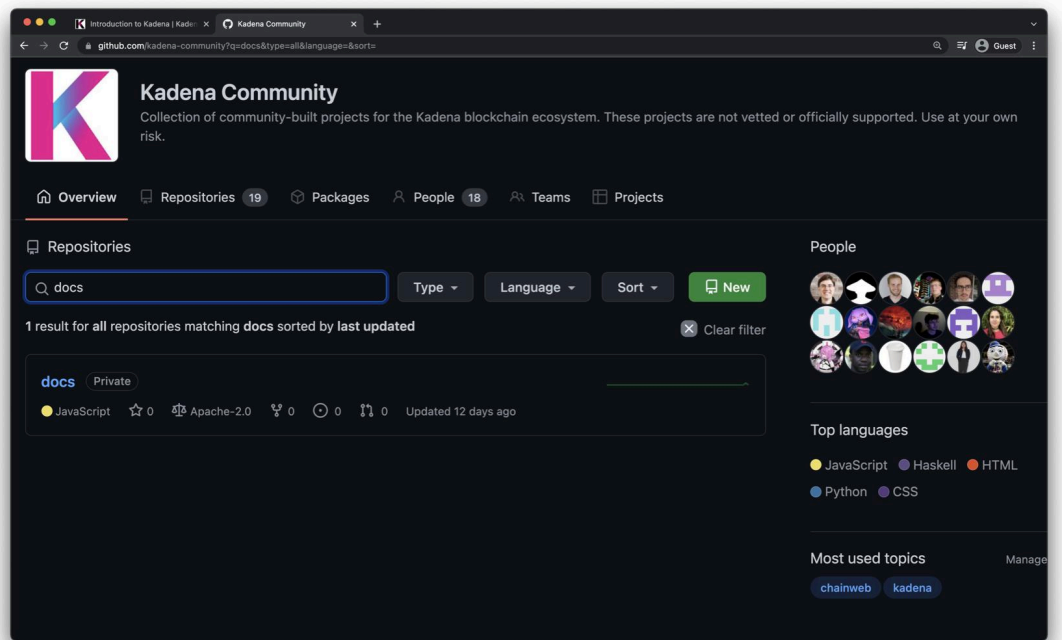 Introduction to Kadena | Kaden
Kadena Community
github.com/kadena-community?q=docs&type=all&language=&sort=
Guest
Kadena Community
Collection of community-built projects for the Kadena blockchain ecosystem. These projects are not vetted or officially supported. Use at your own
risk.
Overview
Repositories 19
Packages
People 18
Teams
Projects
Repositories
docs
Type
Language
Sort
New
1 result for all repositories matching docs sorted by last updated
Clear filter
docs Private
JavaScript 0 Apache-2.0 0 0 0 Updated 12 days ago
People
Top languages
JavaScript Haskell HTML
Python CSS
Most used topics
Manage
chainweb kadena